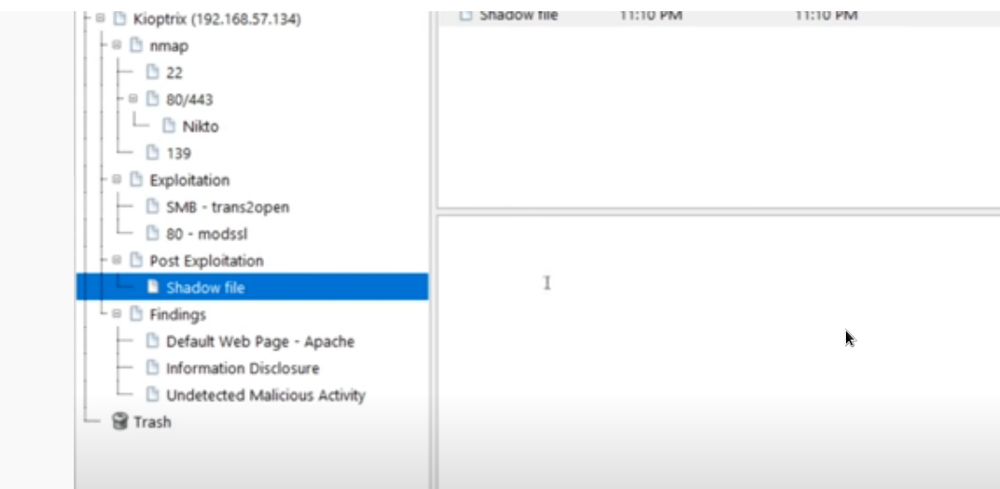 Kioptrix (192.168.57.134)
nmap
22
80/443
Nikto
139
Exploitation
SMB - trans2open
80 - modssl
Post Exploitation
Shadow file
Findings
Default Web Page - Apache
Information Disclosure
Undetected Malicious Activity
Trash
Shadow file 11:10 PM 11:10 PM